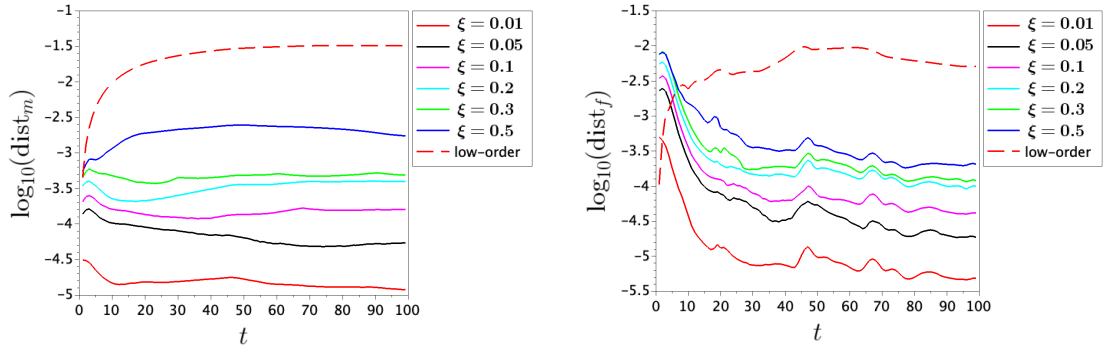 -1
-1.5
-2
-2.5
-3
-3.5
-4
-4.5
-5
log10(distm)
0 10 20 30 40 50 60 70 80 90 100
t
ξ = 0.01
ξ = 0.05
ξ = 0.1
ξ = 0.2
ξ = 0.3
ξ = 0.5
low-order
-1.5
-2
-2.5
-3
-3.5
-4
-4.5
-5
-5.5
log10(distf)
0 10 20 30 40 50 60 70 80 90 100
t
ξ = 0.01
ξ = 0.05
ξ = 0.1
ξ = 0.2
ξ = 0.3
ξ = 0.5
low-order